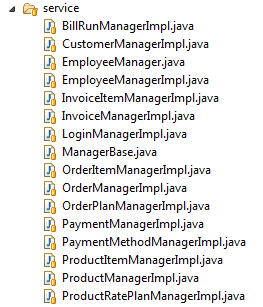 service
BillRunManagerImpl.java
CustomerManagerImpl.java
EmployeeManager.java
EmployeeManagerImpl.java
InvoiceItemManagerImpl.java
InvoiceManagerImpl.java
LoginManagerImpl.java
ManagerBase.java
OrderItemManagerImpl.java
OrderManagerImpl.java
OrderPlanManagerImpl.java
PaymentManagerImpl.java
PaymentMethodManagerImpl.java
ProductItemManagerImpl.java
ProductManagerImpl.java
ProductRatePlanManagerImpl.java